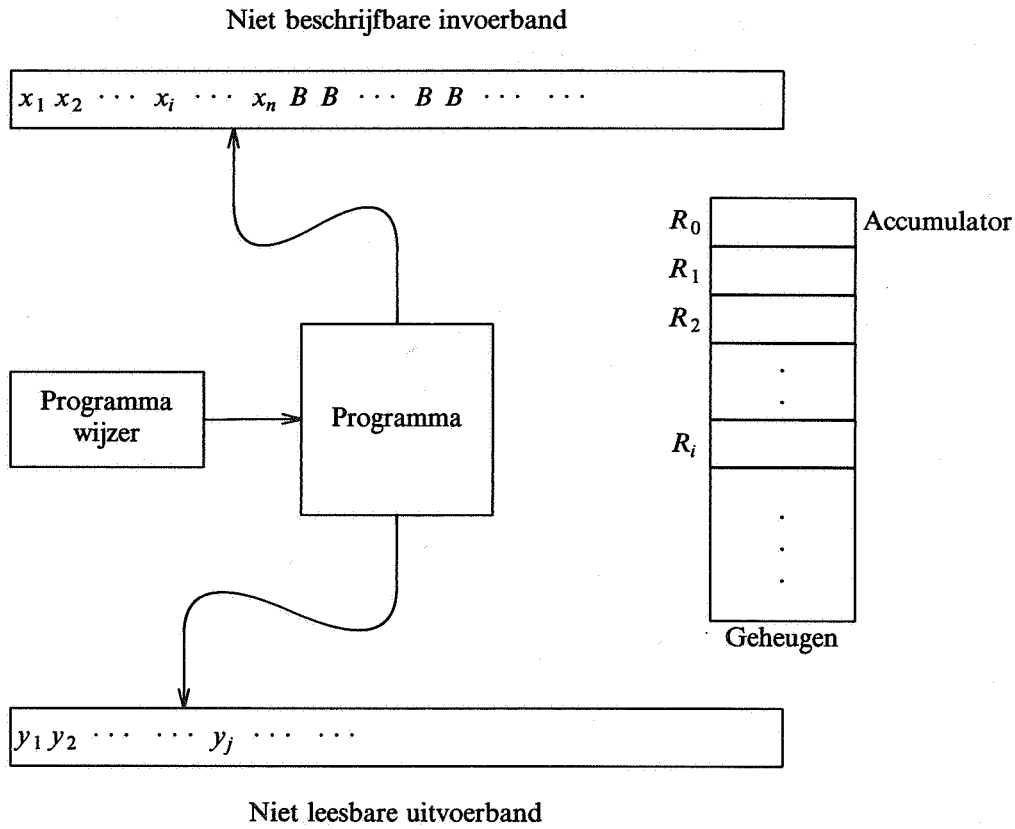 Niet beschrijfbare invoerband
x₁ x₂ ··· xᵢ ··· xₙ B B ··· B B ··· ···
R₀
Accumulator
R₁
R₂
Programma
wijzer
Programma
Rᵢ
Geheugen
y₁ y₂ ··· ··· yⱼ ··· ···
Niet leesbare uitvoerband